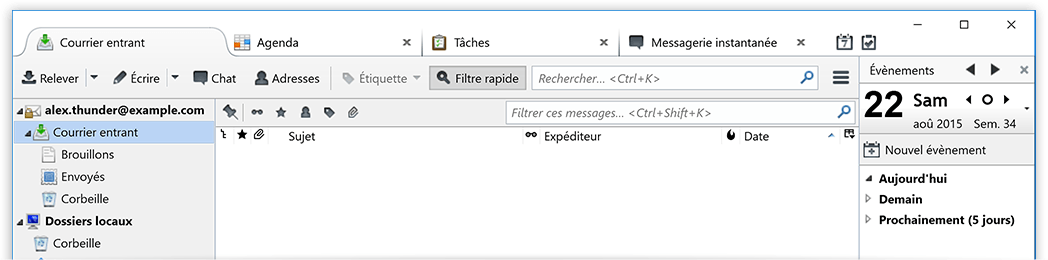 Courrier entrant
Agenda
Tâches
Messagerie instantanée
7
Relever
Écrire
Chat
Adresses
Étiquette
Filtre rapide
Rechercher... <Ctrl+K>
Évènements
22 Sam
aoû 2015 Sem. 34
Nouvel évènement
Aujourd'hui
Demain
Prochainement (5 jours)
alex.thunder@example.com
Courrier entrant
Brouillons
Envoyés
Corbeille
Dossiers locaux
Corbeille
Filtrer ces messages... <Ctrl+Shift+K>
Sujet
Expéditeur
Date